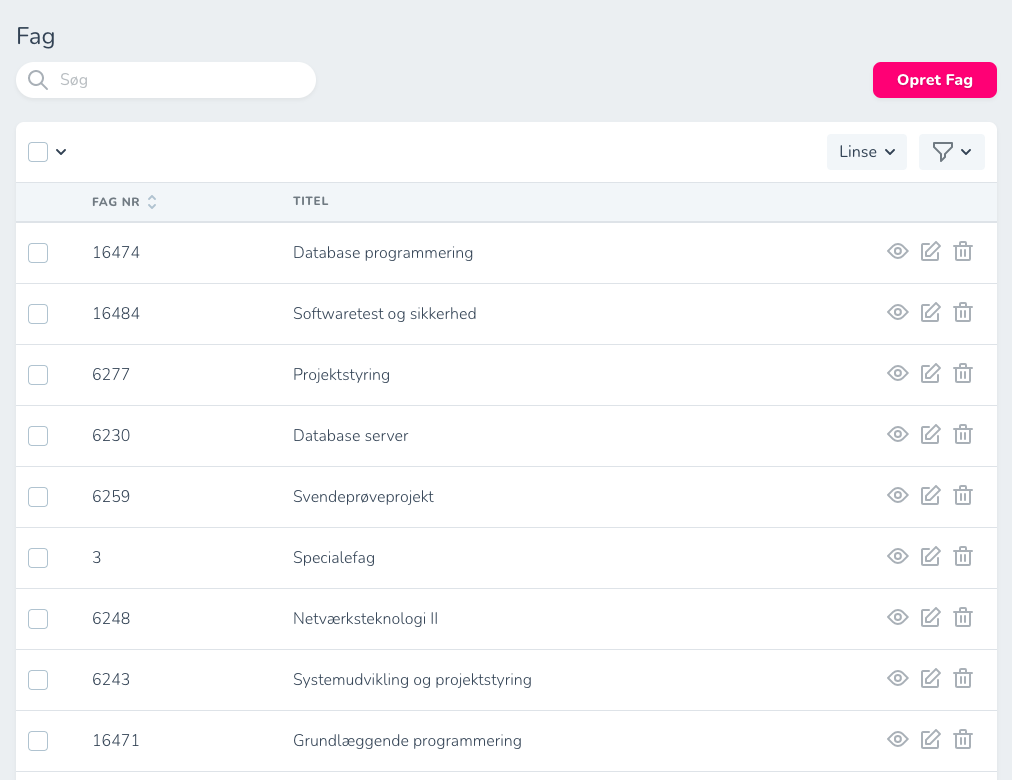 Fag
Søg
Opret Fag
Linse
FAG NR TITEL
16474 Database programmering
16484 Softwaretest og sikkerhed
6277 Projektstyring
6230 Database server
6259 Svendeprøveprojekt
3 Specialefag
6248 Netværksteknologi II
6243 Systemudvikling og projektstyring
16471 Grundlæggende programmering